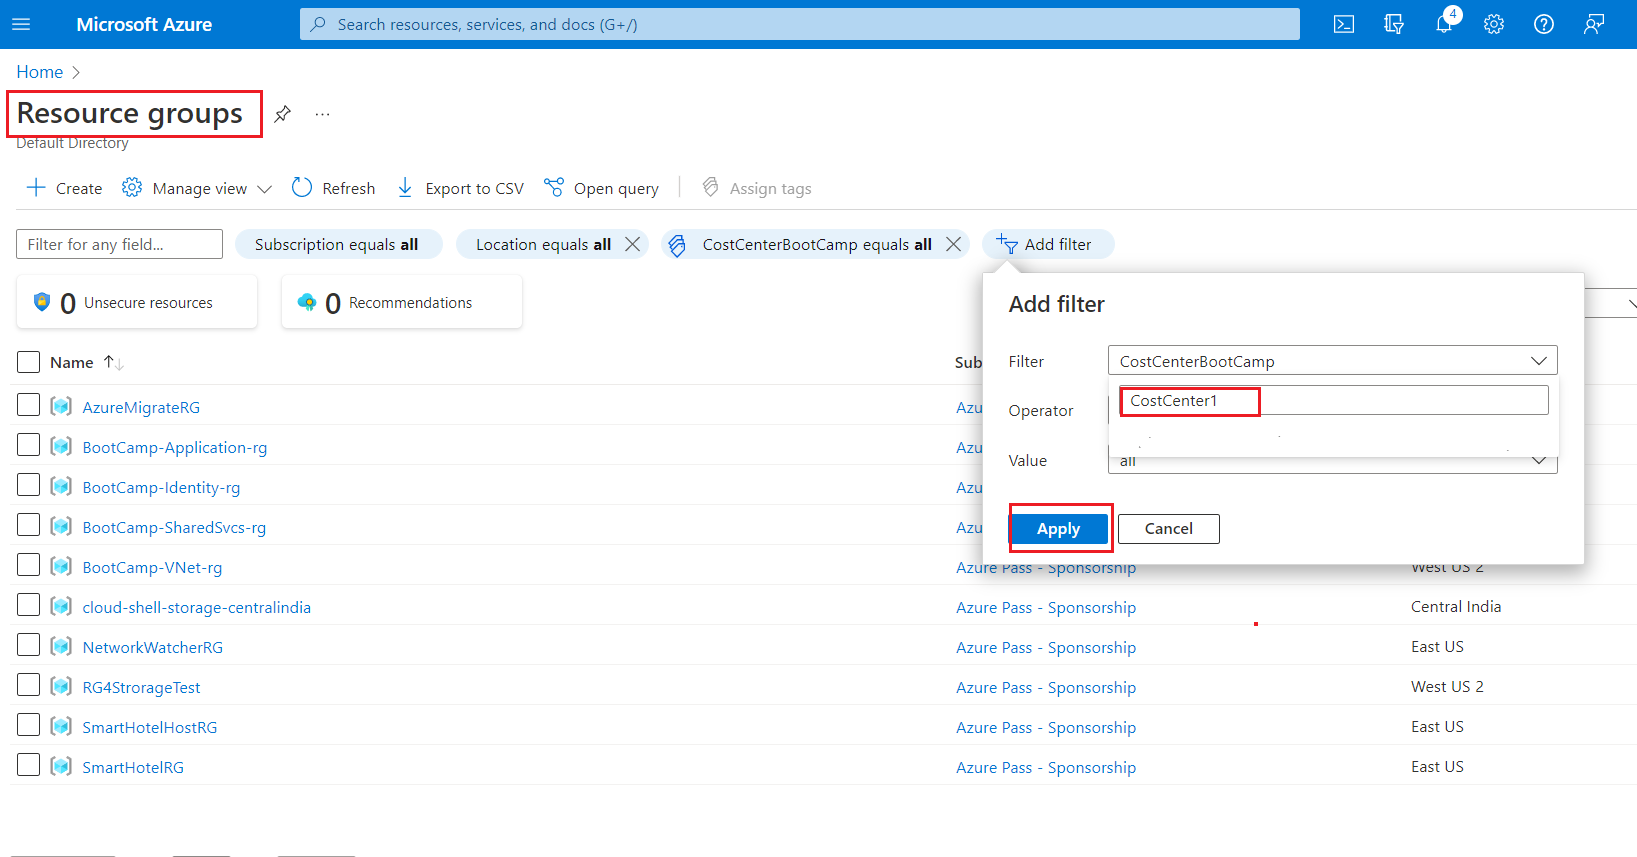 Microsoft Azure
Search resources, services, and docs (G+/)
4
Home
Resource groups
Default Directory
Create
Manage view
Refresh
Export to CSV
Open query
Assign tags
Filter for any field...
Subscription equals all
Location equals all
CostCenterBootCamp equals all
Add filter
0 Unsecure resources
0 Recommendations
Add filter
Filter
CostCenterBootCamp
CostCenter1
Operator
Value
all
Apply
Cancel
Name
Sub
AzureMigrateRG
Azu
BootCamp-Application-rg
Azu
BootCamp-Identity-rg
Azu
BootCamp-SharedSvcs-rg
Azu
BootCamp-VNet-rg
Azure Pass - Sponsorship
West US 2
cloud-shell-storage-centralindia
Azure Pass - Sponsorship
Central India
NetworkWatcherRG
Azure Pass - Sponsorship
East US
RG4StrorageTest
Azure Pass - Sponsorship
West US 2
SmartHotelHostRG
Azure Pass - Sponsorship
East US
SmartHotelRG
Azure Pass - Sponsorship
East US